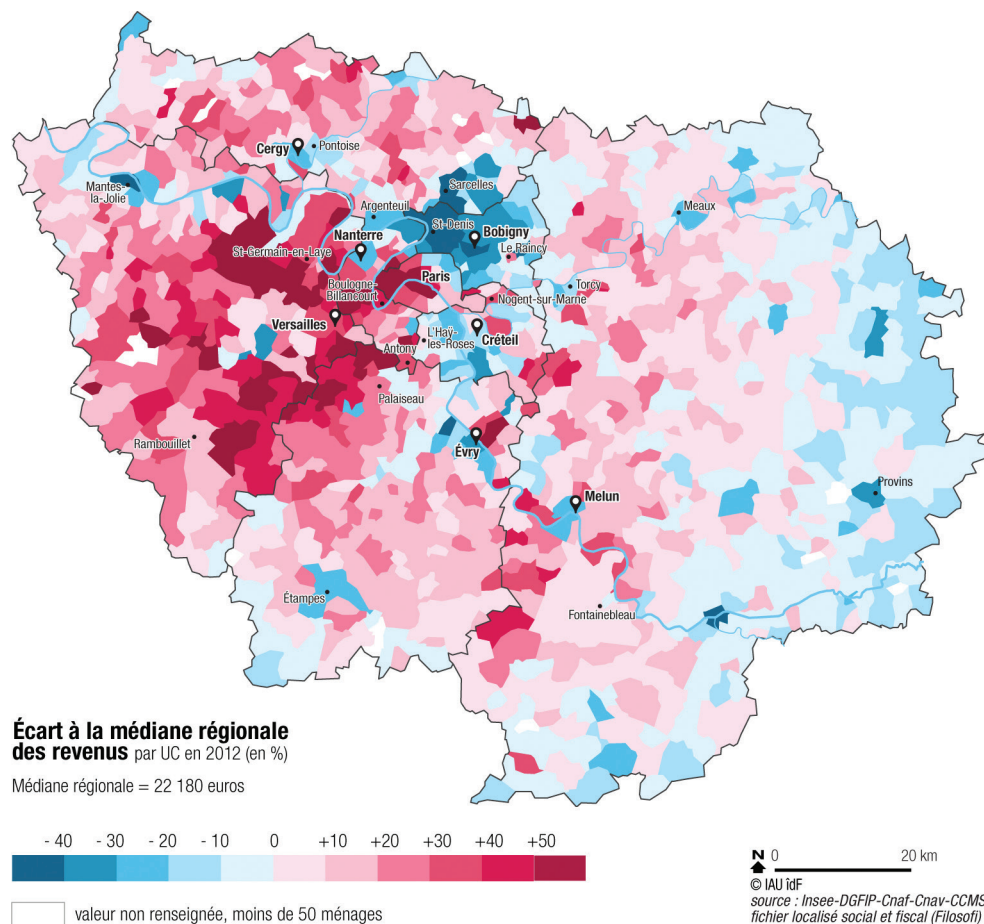 Cergy
Pontoise
Mantes-
la-Jolie
Sarcelles
Argenteuil
St-Denis
Bobigny
Nanterre
Le Raincy
Meaux
St-Germain-en-Laye
Paris
Boulogne-
Billancourt
Torcy
Nogent-sur-Marne
Versailles
L'Haÿ-
les-Roses
Créteil
Antony
Palaiseau
Rambouillet
Évry
Melun
Provins
Étampes
Fontainebleau
Écart à la médiane régionale
des revenus par UC en 2012 (en %)
Médiane régionale = 22 180 euros
- 40 - 30 - 20 - 10 0 +10 +20 +30 +40 +50
valeur non renseignée, moins de 50 ménages
N 0 20 km
© IAU îdF
source : Insee-DGFIP-Cnaf-Cnav-CCMS
fichier localisé social et fiscal (Filosofi)